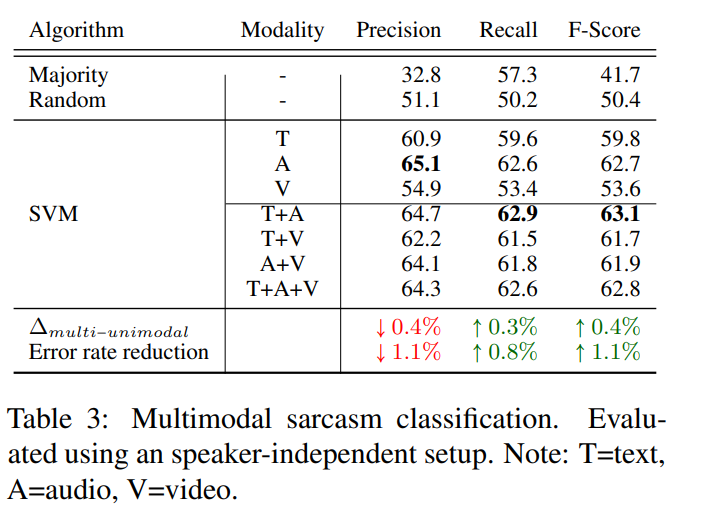 Algorithm Modality Precision Recall F-Score
Majority - 32.8 57.3 41.7
Random - 51.1 50.2 50.4
T 60.9 59.6 59.8
A 65.1 62.6 62.7
V 54.9 53.4 53.6
SVM T+A 64.7 62.9 63.1
T+V 62.2 61.5 61.7
A+V 64.1 61.8 61.9
T+A+V 64.3 62.6 62.8
Δmulti−unimodal ↓0.4% ↑0.3% ↑0.4%
Error rate reduction ↓1.1% ↑0.8% ↑1.1%
Table 3: Multimodal sarcasm classification. Evalu-
ated using an speaker-independent setup. Note: T=text,
A=audio, V=video.